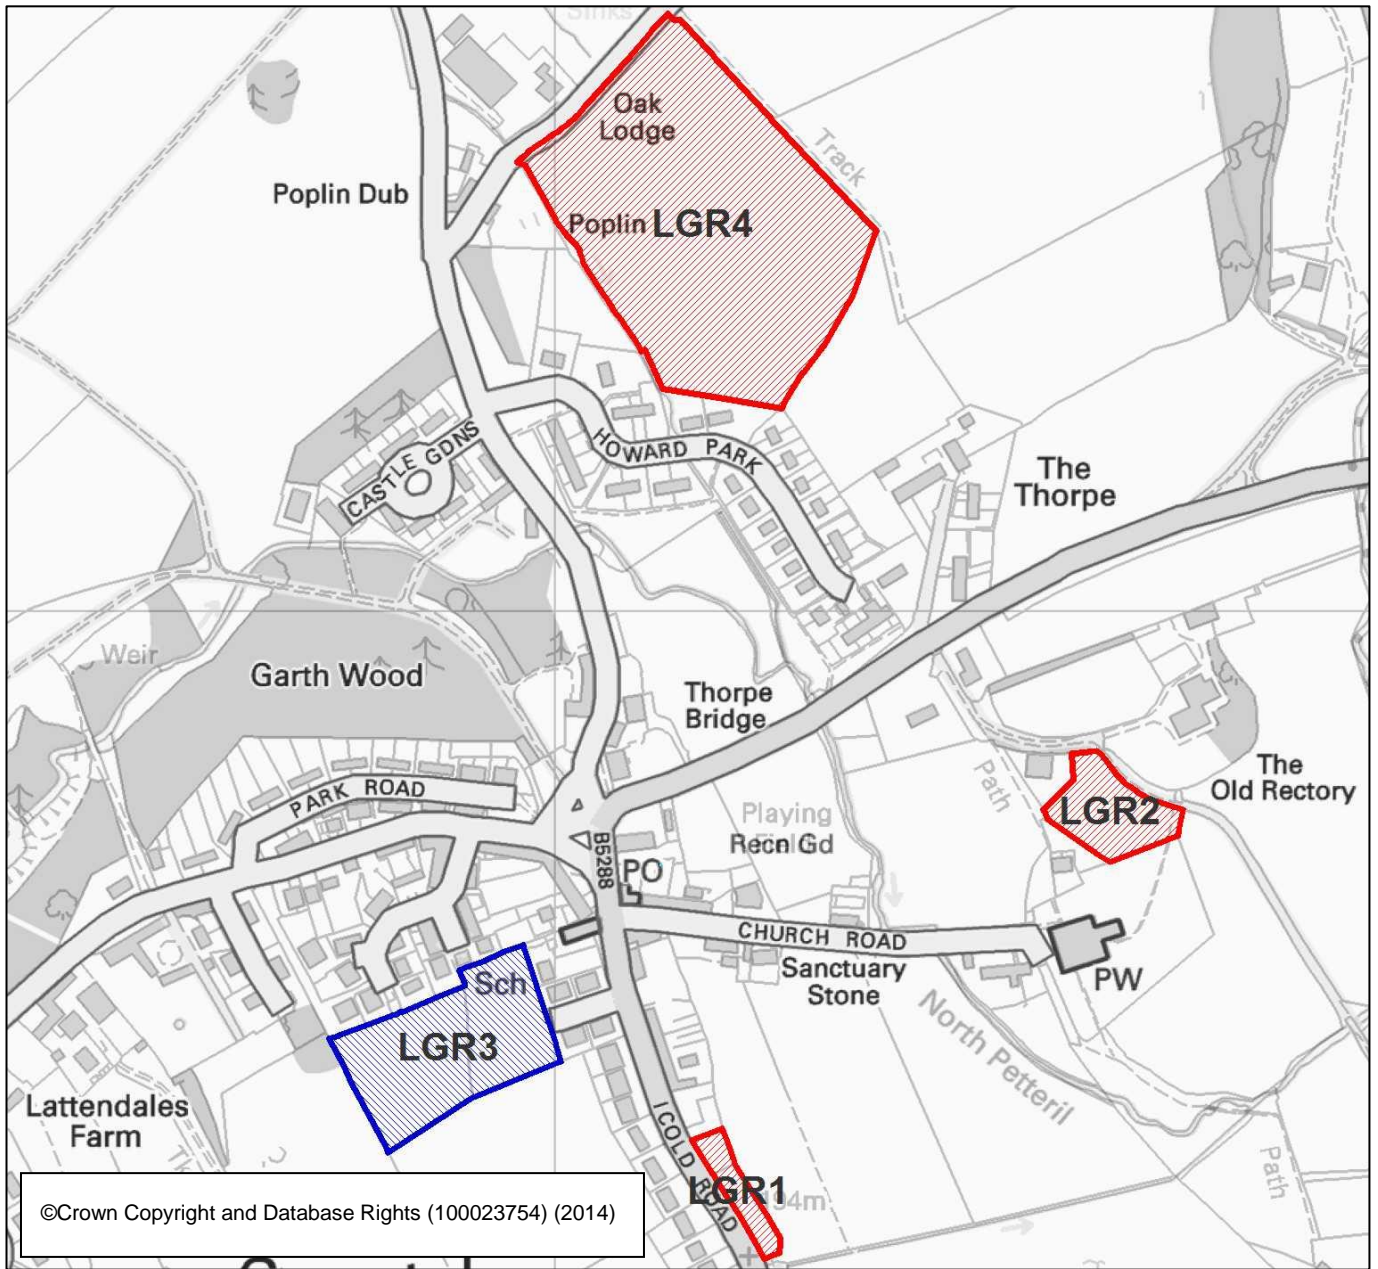 Sinks
Oak
Lodge
Track
Poplin Dub
Poplin
LGR4
CASTLE GDNS
HOWARD PARK
The
Thorpe
Weir
Garth Wood
Thorpe
Bridge
PARK ROAD
Path
The
Old Rectory
LGR2
Playing
Recn Gd
B5288
PO
CHURCH ROAD
Sanctuary
Stone
PW
Sch
LGR3
North Petteril
Lattendales
Farm
ICOLD ROAD
LGR1
194m
Path
©Crown Copyright and Database Rights (100023754) (2014)